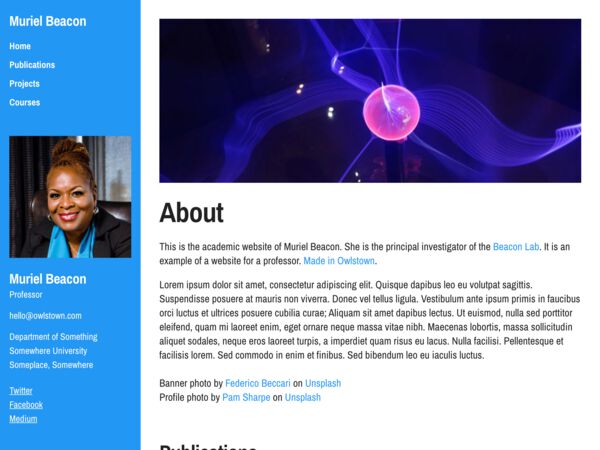 Muriel Beacon
Home
Publications
Projects
Courses
Muriel Beacon
Professor
hello@owlstown.com
Department of Something
Somewhere University
Someplace, Somewhere
Twitter
Facebook
Medium
About
This is the academic website of Muriel Beacon. She is the principal investigator of the Beacon Lab. It is an
example of a website for a professor. Made in Owlstown.
Lorem ipsum dolor sit amet, consectetur adipiscing elit. Quisque dapibus leo eu volutpat sagittis.
Suspendisse posuere at mauris non viverra. Donec vel tellus ligula. Vestibulum ante ipsum primis in faucibus
orci luctus et ultrices posuere cubilia curae; Aliquam sit amet dapibus lectus. Ut euismod, nulla sed porttitor
eleifend, quam mi laoreet enim, eget ornare neque massa vitae nibh. Maecenas lobortis, massa sollicitudin
aliquet sodales, neque eros laoreet turpis, a imperdiet quam risus eu lacus. Nulla facilisi. Pellentesque et
facilisis lorem. Sed commodo in enim et finibus. Sed bibendum leo eu iaculis luctus.
Banner photo by Federico Beccari on Unsplash
Profile photo by Pam Sharpe on Unsplash
Publications